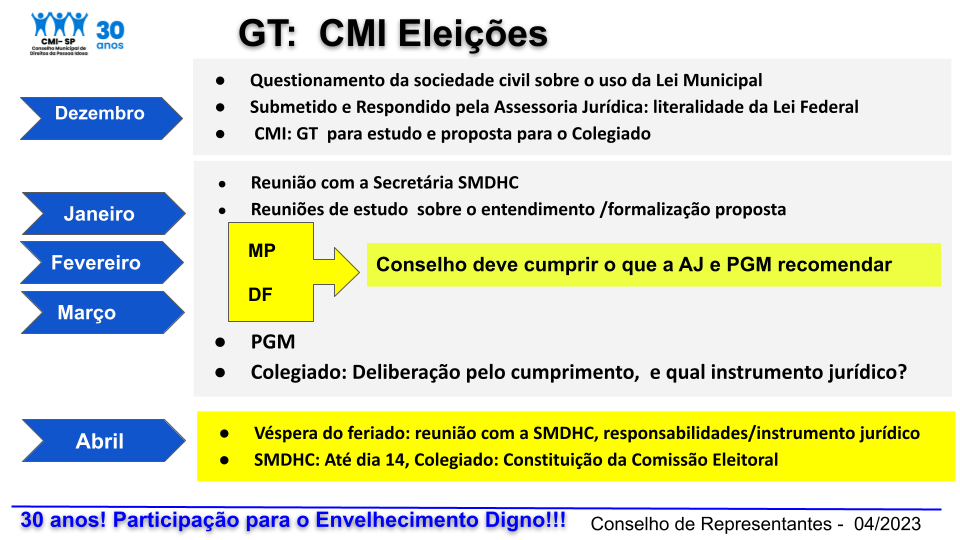 CMI- SP
Conselho Municipal de
Direitos da Pessoa Idosa
30
anos
GT:  CMI Eleições
Dezembro
● Questionamento da sociedade civil sobre o uso da Lei Municipal
● Submetido e Respondido pela Assessoria Jurídica: literalidade da Lei Federal
● CMI: GT  para estudo e proposta para o Colegiado
Janeiro
Fevereiro
Março
● Reunião com a Secretária SMDHC
● Reuniões de estudo  sobre o entendimento /formalização proposta
MP
DF
Conselho deve cumprir o que a AJ e PGM recomendar
● PGM
● Colegiado: Deliberação pelo cumprimento,  e qual instrumento jurídico?
Abril
● Véspera do feriado: reunião com a SMDHC, responsabilidades/instrumento jurídico
● SMDHC: Até dia 14, Colegiado: Constituição da Comissão Eleitoral
30 anos! Participação para o Envelhecimento Digno!!!
Conselho de Representantes -  04/2023